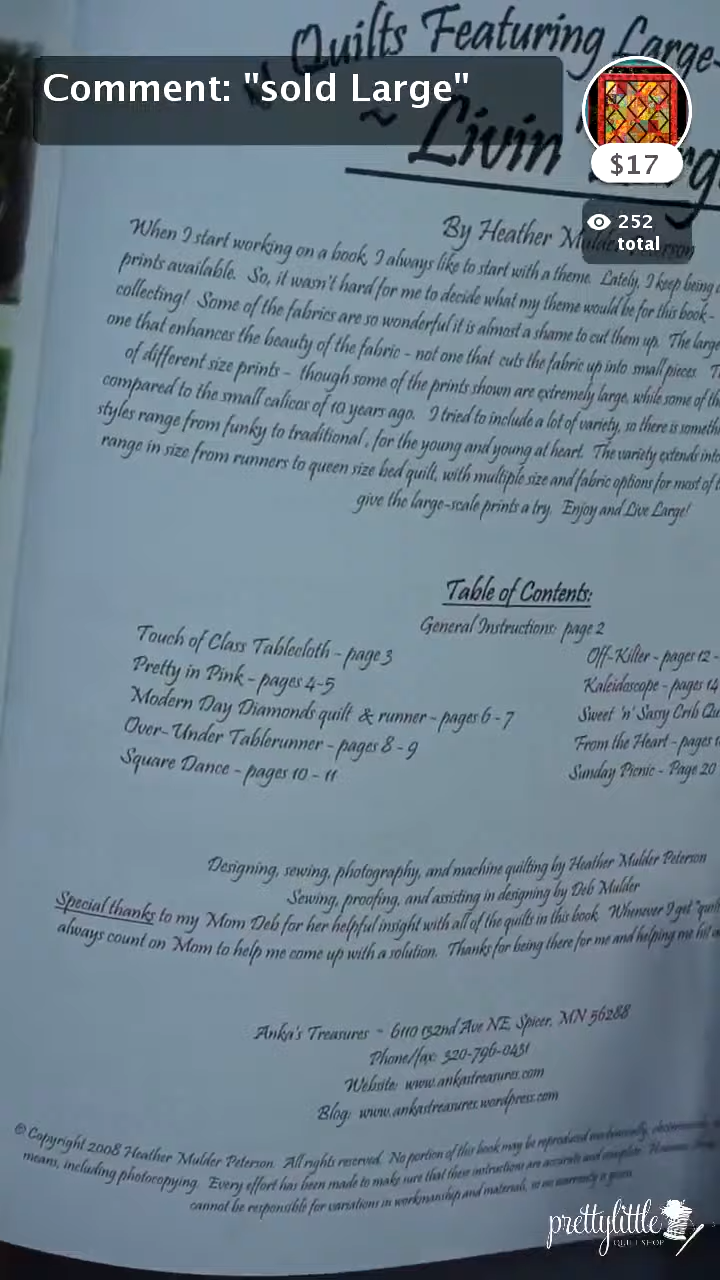 Quilts Featuring Large-
Comment: "sold Large"
~ Livin'
$17
252
total
By Heather Mulder Peterson
When I start working on a book, I always like to start with a theme. Lately, I keep being
prints available. So, it wasn't hard for me to decide what my theme would be for this book -
collecting! Some of the fabrics are so wonderful it is almost a shame to cut them up. The large
one that enhances the beauty of the fabric - not one that cuts the fabric up into small pieces.
of different size prints - though some of the prints shown are extremely large, while some of the
compared to the small calicos of 10 years ago. I tried to include a lot of variety, so there is
styles range from funky to traditional, for the young and young at heart. The variety extends into
range in size from runners to queen size bed quilt, with multiple size and fabric options for most of
give the large-scale prints a try. Enjoy and Live Large!
Table of Contents:
General Instructions: page 2
Touch of Class Tablecloth - page 3
Pretty in Pink - pages 4-5
Modern Day Diamonds quilt & runner - pages 6 - 7
Over-Under Tablerunner - pages 8 - 9
Square Dance - pages 10 - 11
Off-Kilter - pages 12 -
Kaleidoscope - pages 14
Sweet 'n' Sassy Crib
From the Heart - pages
Sunday Picnic - Page 20
Designing, sewing, photography, and machine quilting by Heather Mulder Peterson
Sewing, proofing, and assisting in designing by Deb Mulder
Special thanks to my Mom Deb for her helpful insight with all of the quilts in this book. Whenever I get
always count on Mom to help me come up with a solution. Thanks for being there for me and helping me
Anka's Treasures ~ 6110 132nd Ave NE, Spicer, MN 56288
Phone/fax: 320-796-0431
Website: www.ankastreasures.com
Blog: www.ankastreasures.wordpress.com
© Copyright 2008 Heather Mulder Peterson. All rights reserved. No portion of this book may be reproduced mechanically, electronically,
means, including photocopying. Every effort has been made to make sure that these instructions are accurate and complete.
cannot be responsible for variations in workmanship and materials, so no warranty is given.
prettylittle
QUILT SHOP